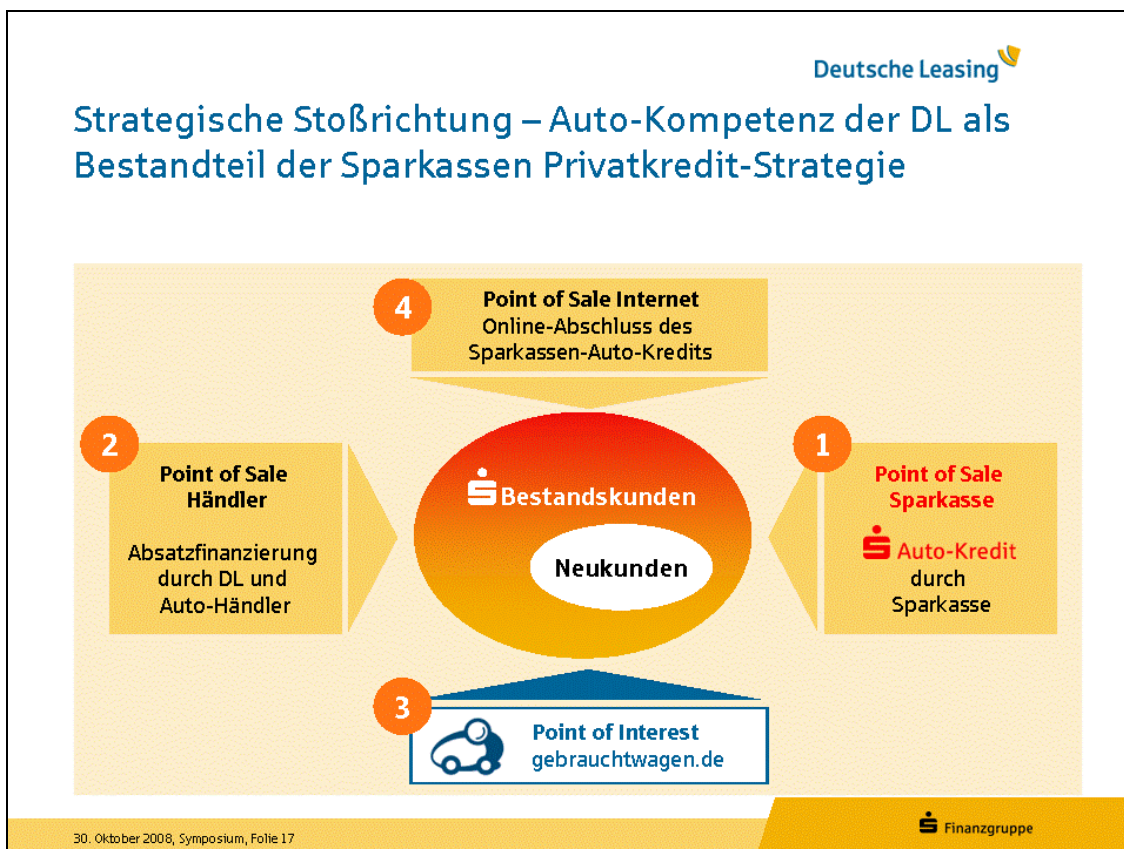 Deutsche Leasing
Strategische Stoßrichtung – Auto-Kompetenz der DL als
Bestandteil der Sparkassen Privatkredit-Strategie
4
Point of Sale Internet
Online-Abschluss des
Sparkassen-Auto-Kredits
2
Point of Sale
Händler
Absatzfinanzierung
durch DL und
Auto-Händler
Bestandskunden
Neukunden
1
Point of Sale
Sparkasse
Auto-Kredit
durch
Sparkasse
3
Point of Interest
gebrauchtwagen.de
30. Oktober 2008, Symposium, Folie 17
Finanzgruppe